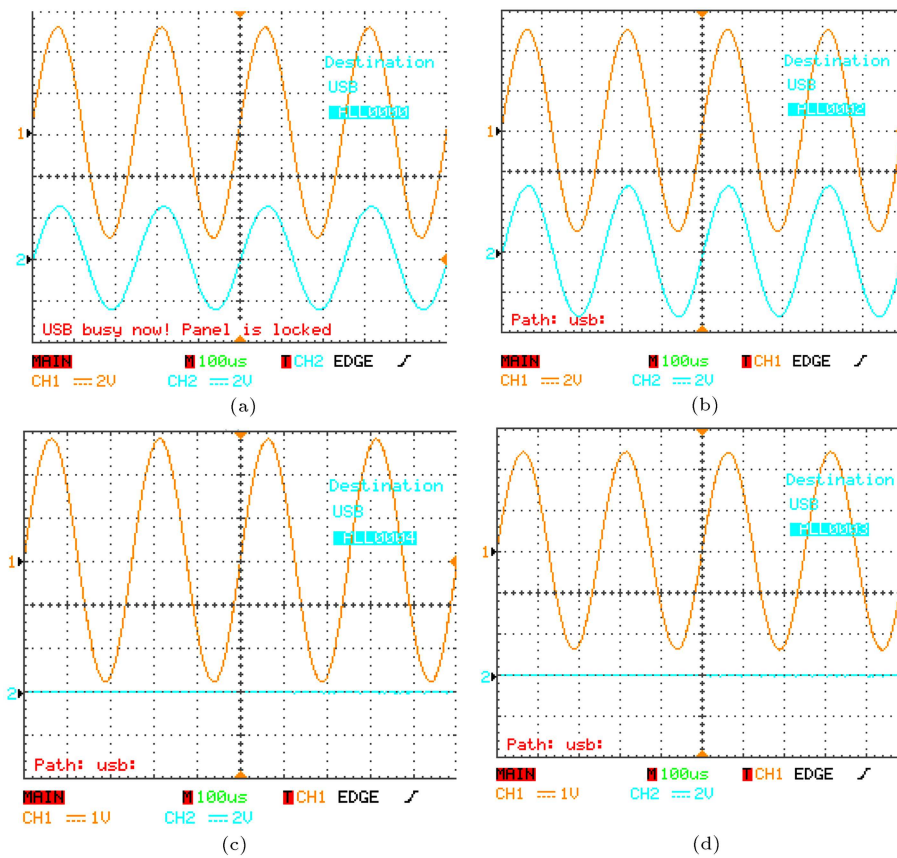 Destination
USB
ALL0000
1
2
USB busy now! Panel is locked
MAIN M 100us T CH2 EDGE
CH1 2V CH2 2V
(a)
Destination
USB
ALL0002
1
2
Path: usb:
MAIN M 100us T CH1 EDGE
CH1 2V CH2 2V
(b)
Destination
USB
ALL0004
1
2
Path: usb:
MAIN M 100us T CH1 EDGE
CH1 1V CH2 2V
(c)
Destination
USB
ALL0003
1
2
Path: usb:
MAIN M 100us T CH1 EDGE
CH1 1V CH2 2V
(d)